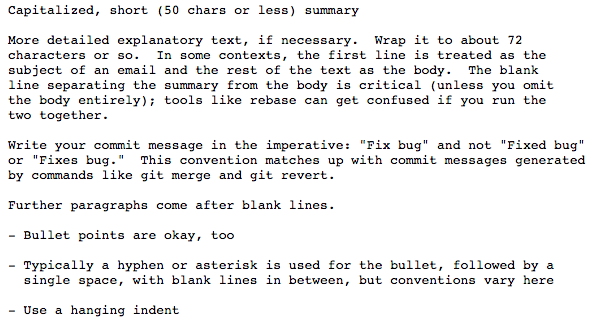 Capitalized, short (50 chars or less) summary

More detailed explanatory text, if necessary.  Wrap it to about 72
characters or so.  In some contexts, the first line is treated as the
subject of an email and the rest of the text as the body.  The blank
line separating the summary from the body is critical (unless you omit
the body entirely); tools like rebase can get confused if you run the
two together.

Write your commit message in the imperative: "Fix bug" and not "Fixed bug"
or "Fixes bug."  This convention matches up with commit messages generated
by commands like git merge and git revert.

Further paragraphs come after blank lines.

- Bullet points are okay, too

- Typically a hyphen or asterisk is used for the bullet, followed by a
  single space, with blank lines in between, but conventions vary here

- Use a hanging indent